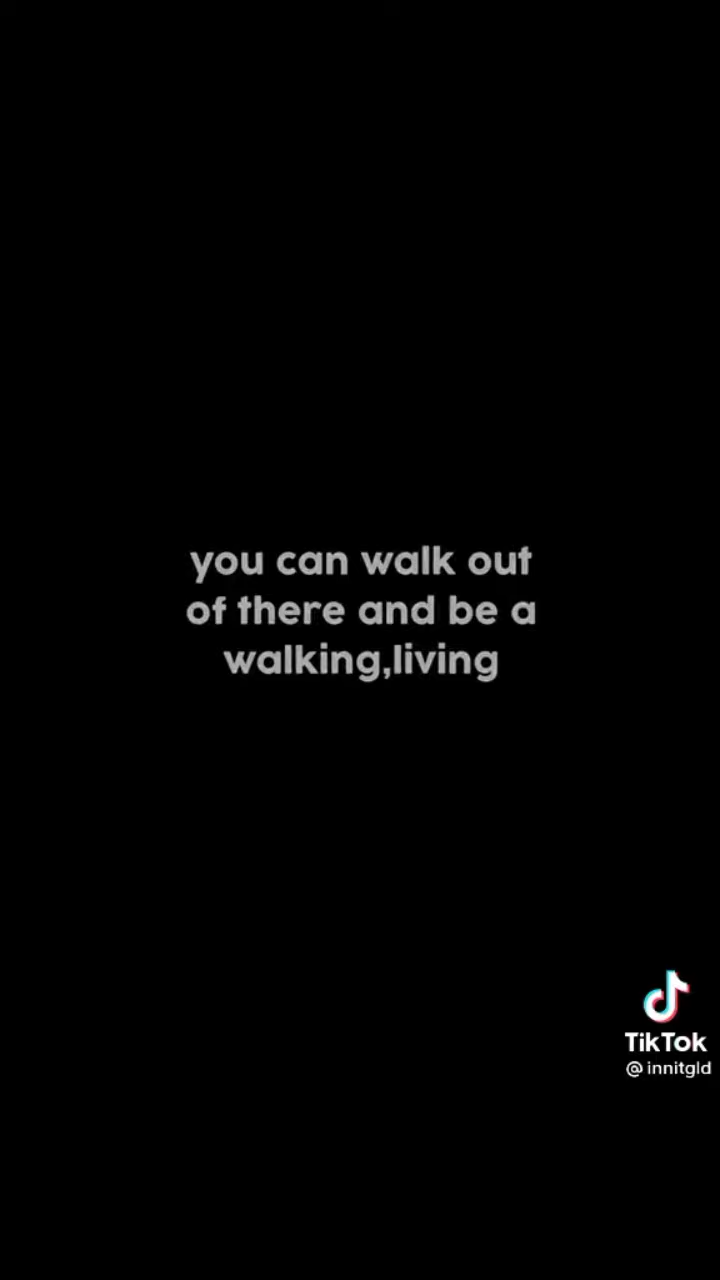 you can walk out
of there and be a
walking,living
TikTok
@innitgld